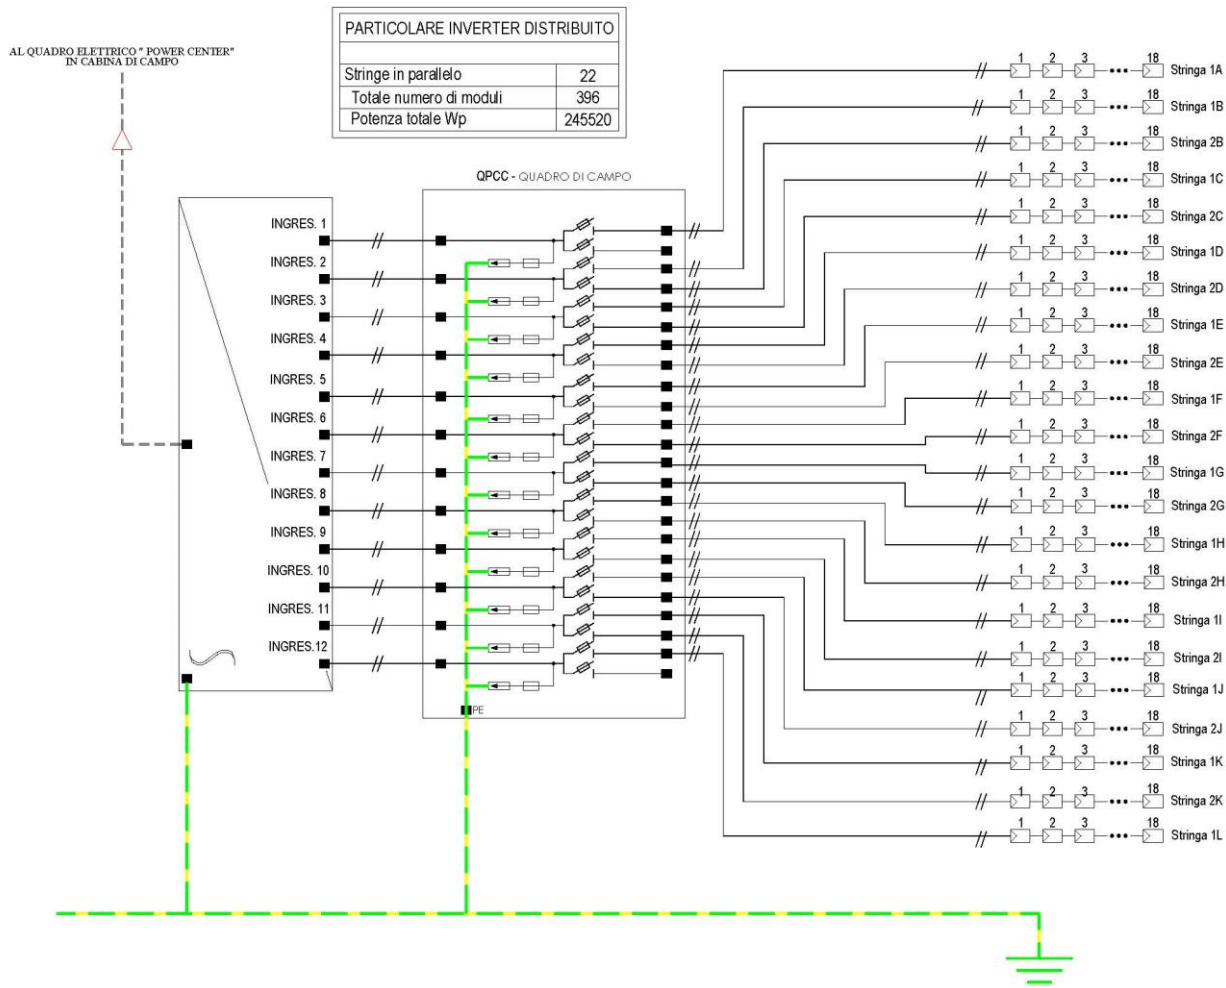 PARTICOLARE INVERTER DISTRIBUITO
Stringe in parallelo 22
Totale numero di moduli 396
Potenza totale Wp 245520
AL QUADRO ELETTRICO " POWER CENTER"
IN CABINA DI CAMPO
QPCC - QUADRO DI CAMPO
INGRES. 1
INGRES. 2
INGRES. 3
INGRES. 4
INGRES. 5
INGRES. 6
INGRES. 7
INGRES. 8
INGRES. 9
INGRES. 10
INGRES. 11
INGRES.12
PE
1 2 3 18 Stringa 1A
1 2 3 18 Stringa 1B
1 2 3 18 Stringa 2B
1 2 3 18 Stringa 1C
1 2 3 18 Stringa 2C
1 2 3 18 Stringa 1D
1 2 3 18 Stringa 2D
1 2 3 18 Stringa 1E
1 2 3 18 Stringa 2E
1 2 3 18 Stringa 1F
1 2 3 18 Stringa 2F
1 2 3 18 Stringa 1G
1 2 3 18 Stringa 2G
1 2 3 18 Stringa 1H
1 2 3 18 Stringa 2H
1 2 3 18 Stringa 1I
1 2 3 18 Stringa 2I
1 2 3 18 Stringa 1J
1 2 3 18 Stringa 2J
1 2 3 18 Stringa 1K
1 2 3 18 Stringa 2K
1 2 3 18 Stringa 1L